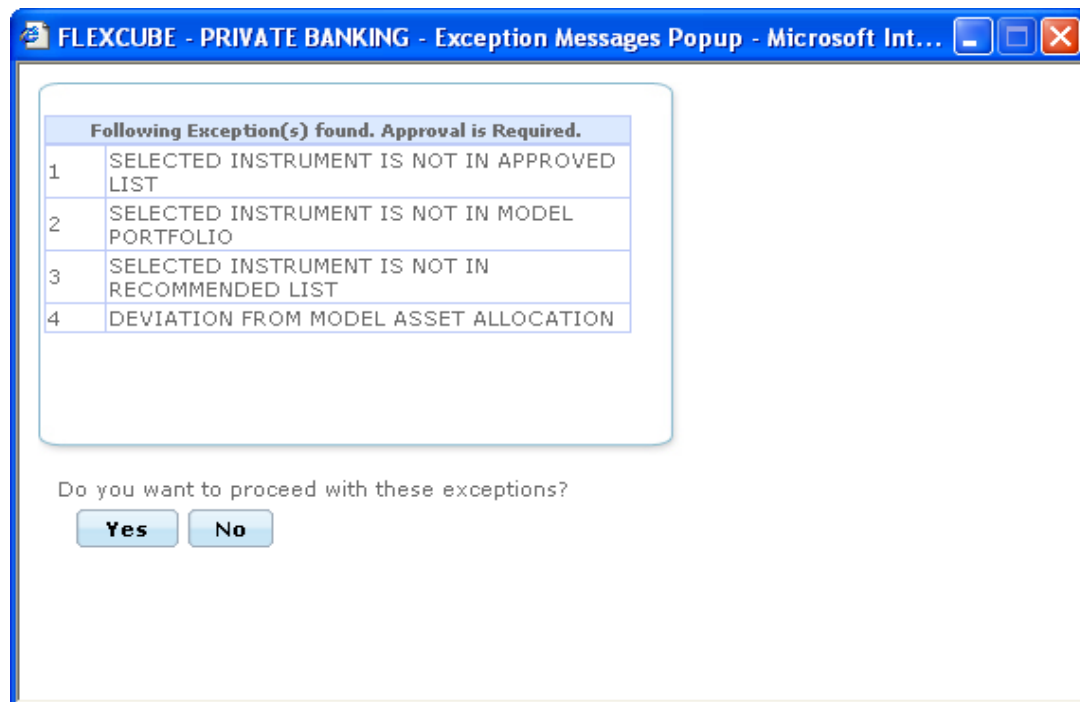 FLEXCUBE - PRIVATE BANKING - Exception Messages Popup - Microsoft Int...
Following Exception(s) found. Approval is Required.
1 SELECTED INSTRUMENT IS NOT IN APPROVED
LIST
2 SELECTED INSTRUMENT IS NOT IN MODEL
PORTFOLIO
3 SELECTED INSTRUMENT IS NOT IN
RECOMMENDED LIST
4 DEVIATION FROM MODEL ASSET ALLOCATION
Do you want to proceed with these exceptions?
Yes No